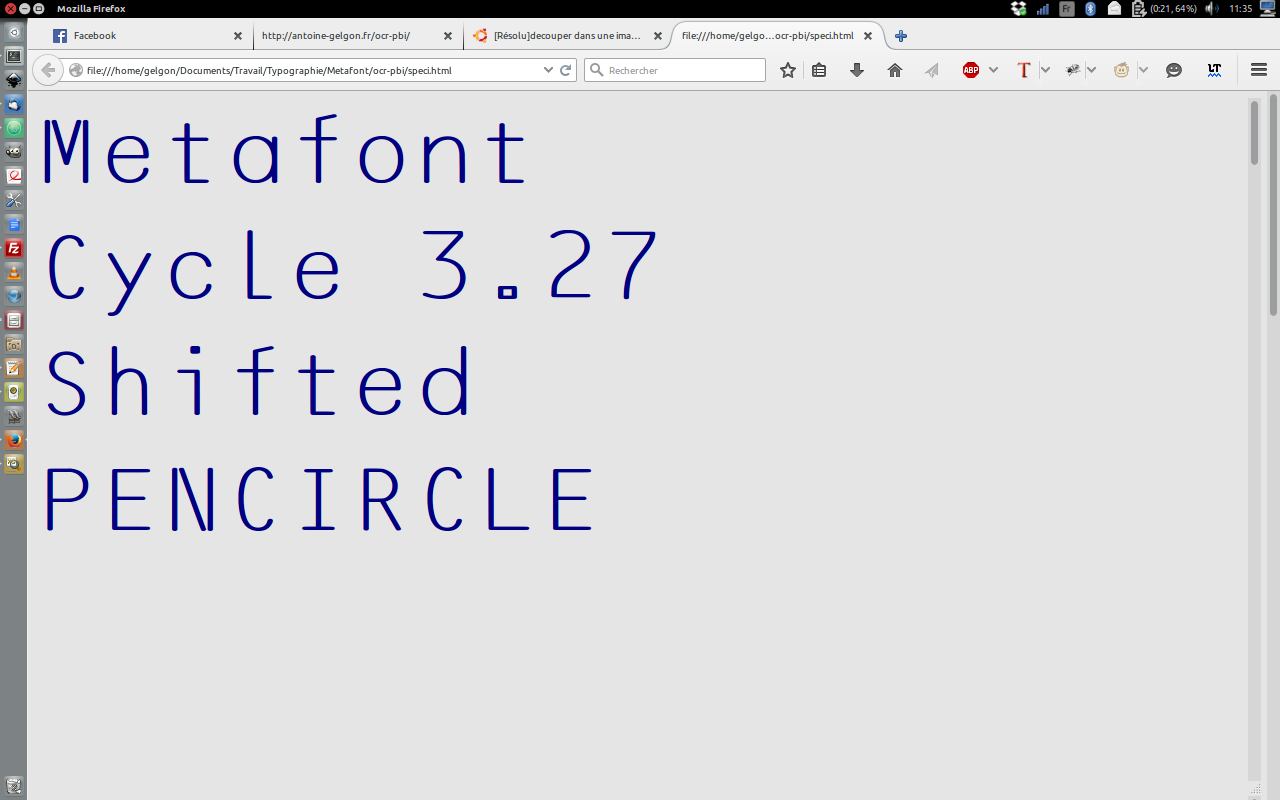 Mozilla Firefox
Fr
(0:21, 64%)
11:35
Facebook
http://antoine-gelgon.fr/ocr-pbi/
[Résolu]decouper dans une ima...
file:///home/gelgo...ocr-pbi/speci.html
file:///home/gelgon/Documents/Travail/Typographie/Metafont/ocr-pbi/speci.html
Rechercher
ABP
T
LT
Metafont
Cycle 3.27
Shifted
PENCIRCLE
Fz